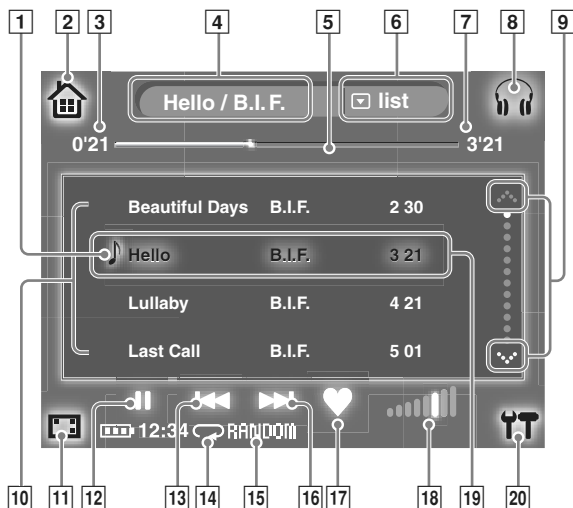 1 2 3 4 5 6 7 8 9
Hello / B.I.F. list
0'21 3'21
Beautiful Days B.I.F. 2 30
Hello B.I.F. 3 21
Lullaby B.I.F. 4 21
Last Call B.I.F. 5 01
12:34 RANDOM
10 11 12 13 14 15 16 17 18 19 20